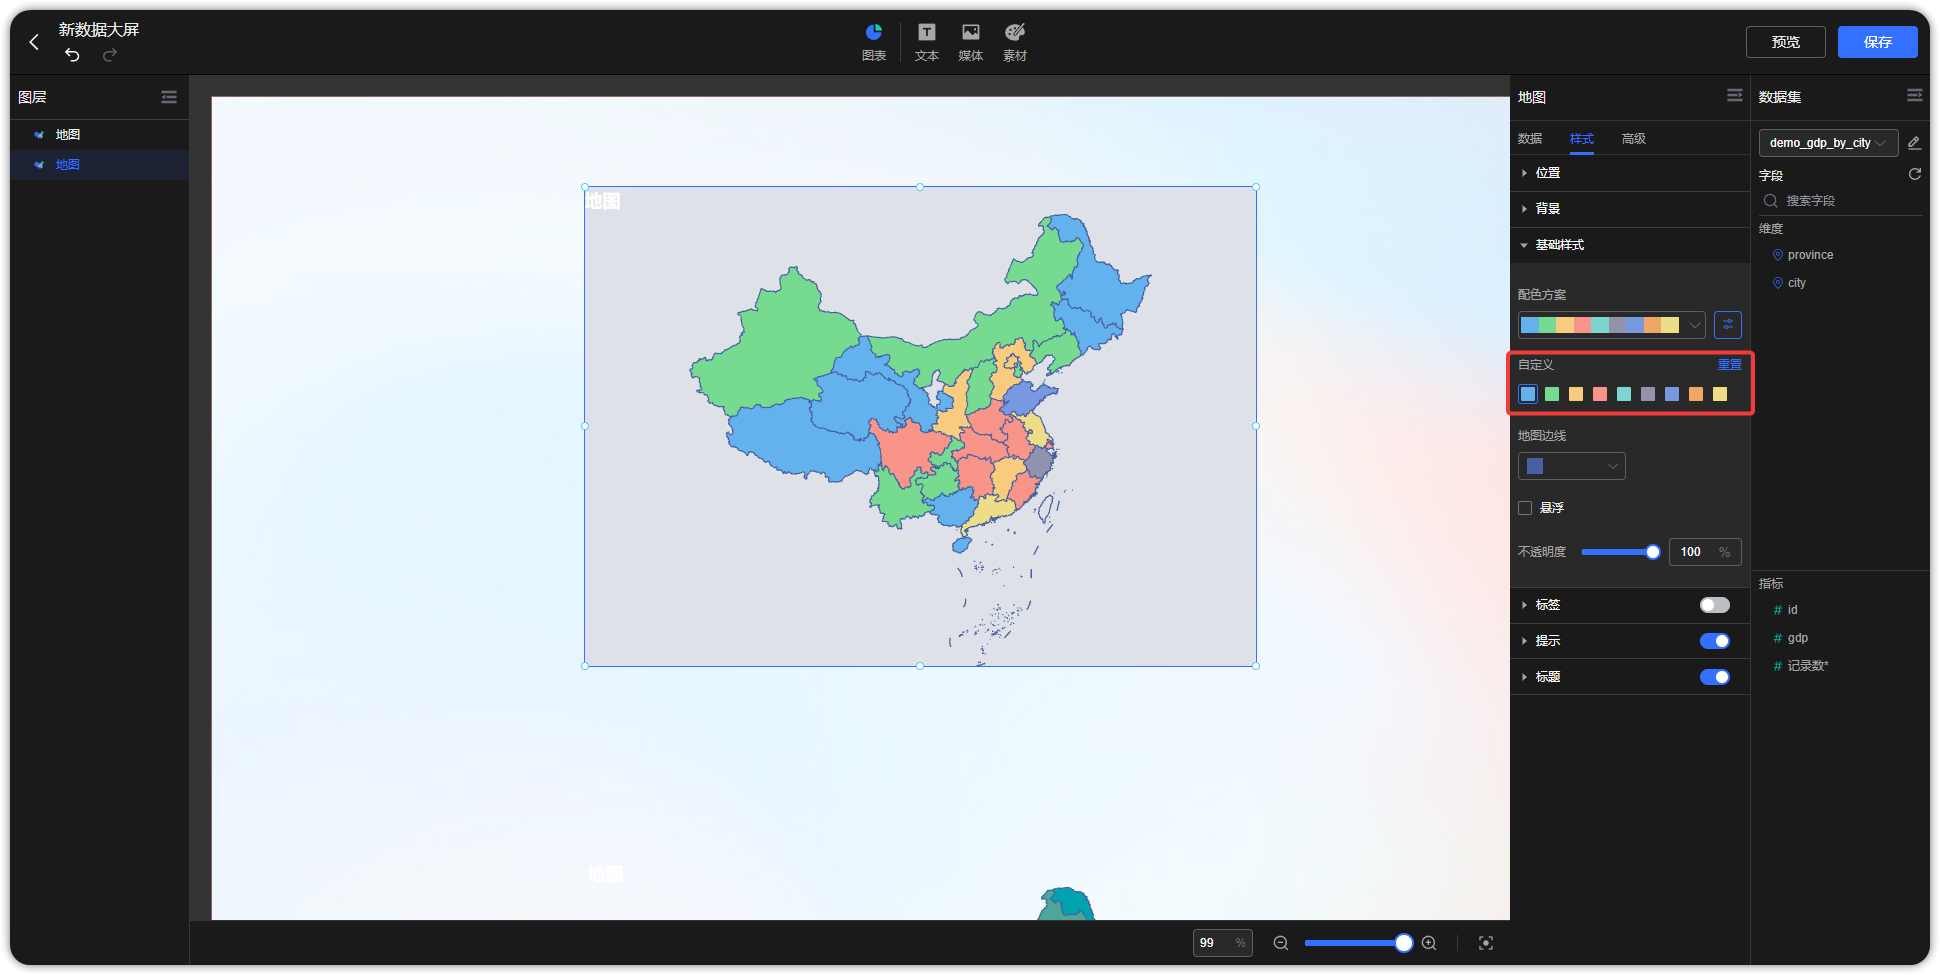 新数据大屏
图表
文本
媒体
素材
预览
保存
图层
地图
地图
地图
地图
地图
数据
样式
高级
位置
背景
基础样式
配色方案
自定义
重置
地图边线
悬浮
不透明度
100 %
标签
提示
标题
数据集
demo_gdp_by_city
字段
搜索字段
维度
province
city
指标
# id
# gdp
# 记录数*
99 %